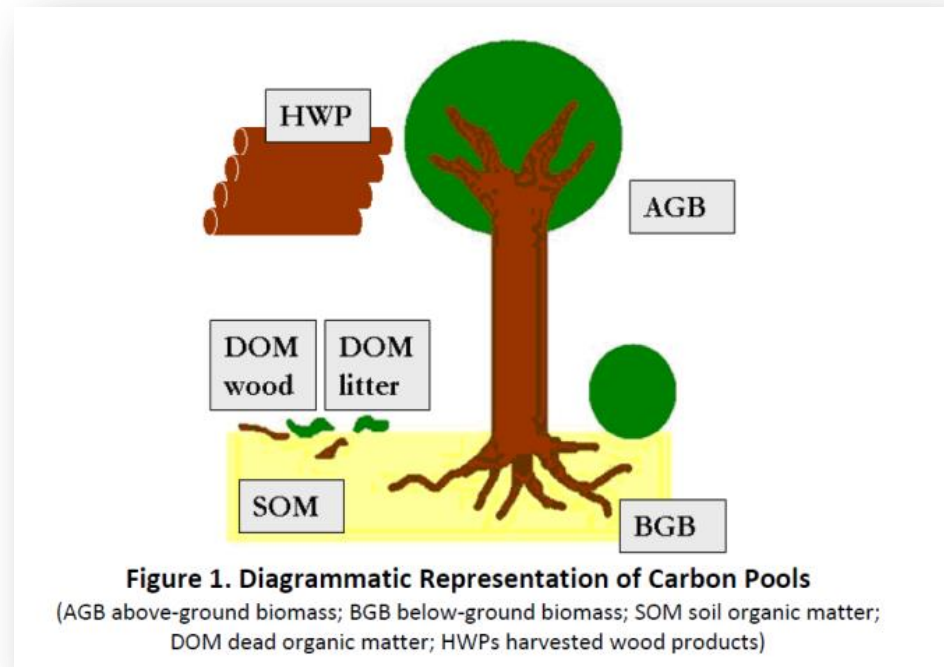 HWP
AGB
DOM
wood
DOM
litter
SOM
BGB
Figure 1. Diagrammatic Representation of Carbon Pools
(AGB above-ground biomass; BGB below-ground biomass; SOM soil organic matter;
DOM dead organic matter; HWPs harvested wood products)